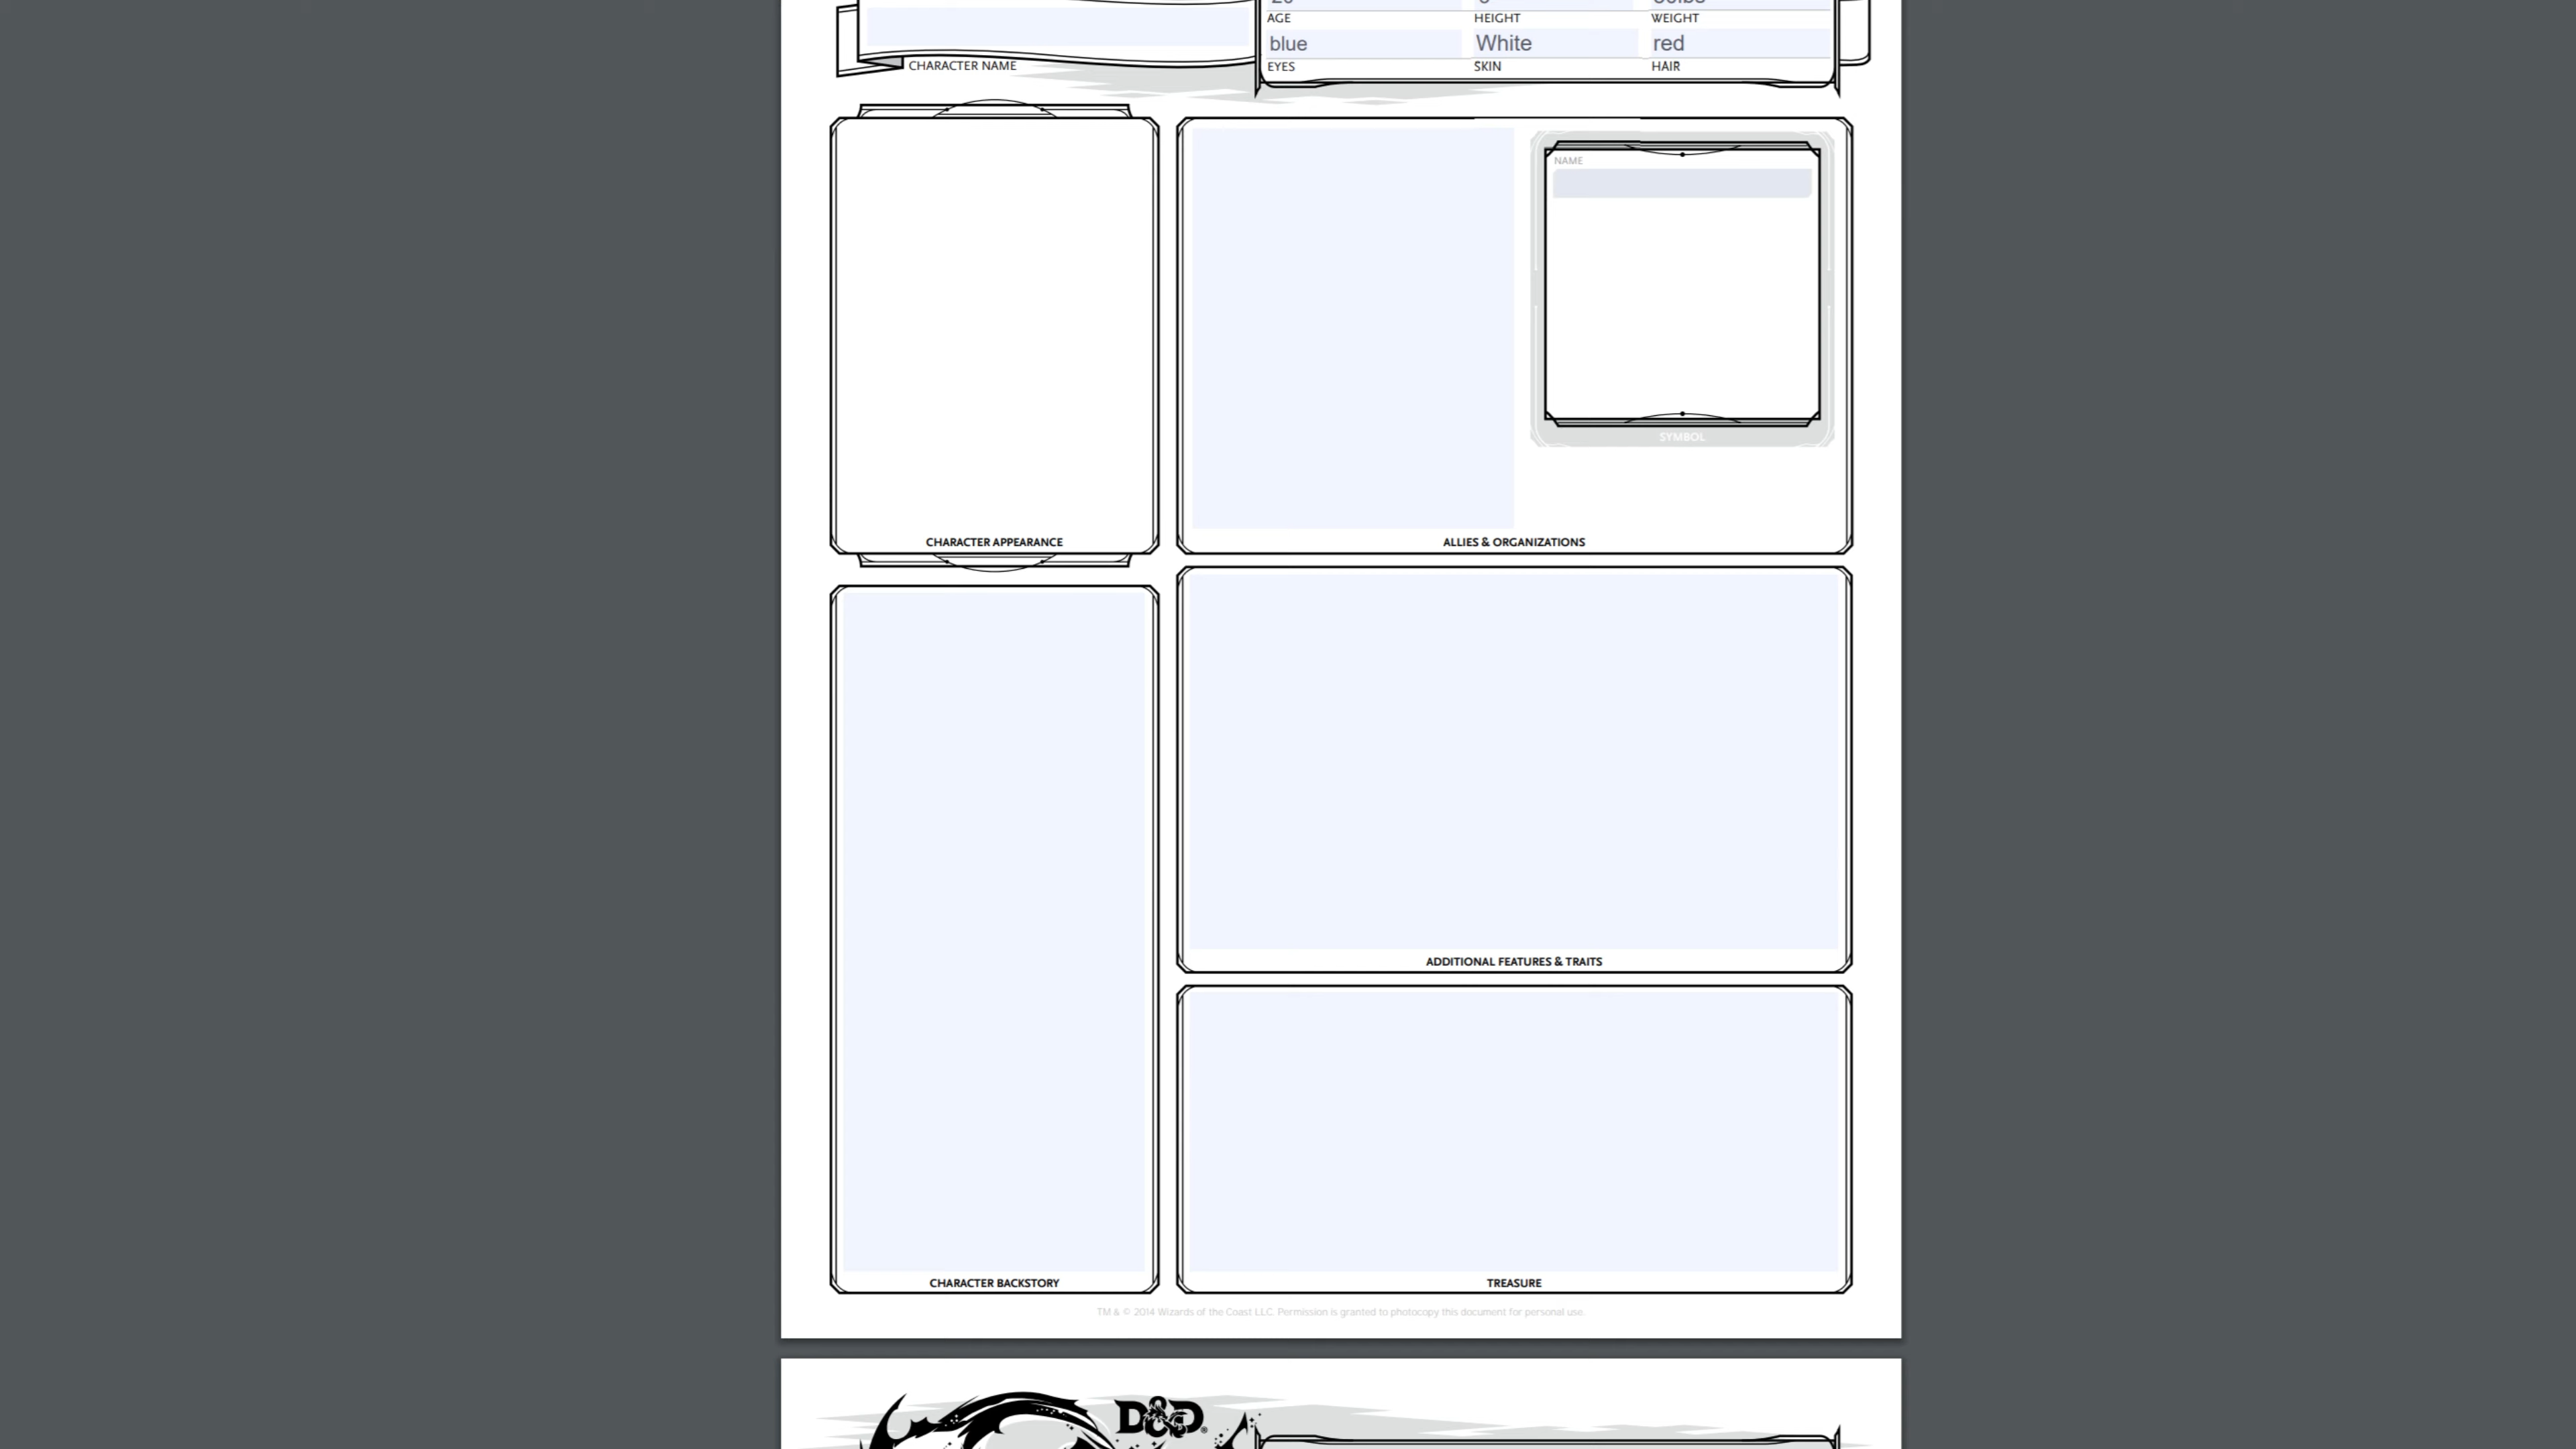 AGE HEIGHT WEIGHT
blue White red
CHARACTER NAME
EYES SKIN HAIR
NAME
SYMBOL
CHARACTER APPEARANCE
ALLIES & ORGANIZATIONS
ADDITIONAL FEATURES & TRAITS
CHARACTER BACKSTORY
TREASURE
TM & © 2014 Wizards of the Coast LLC. Permission is granted to photocopy this document for personal use.
D&D®